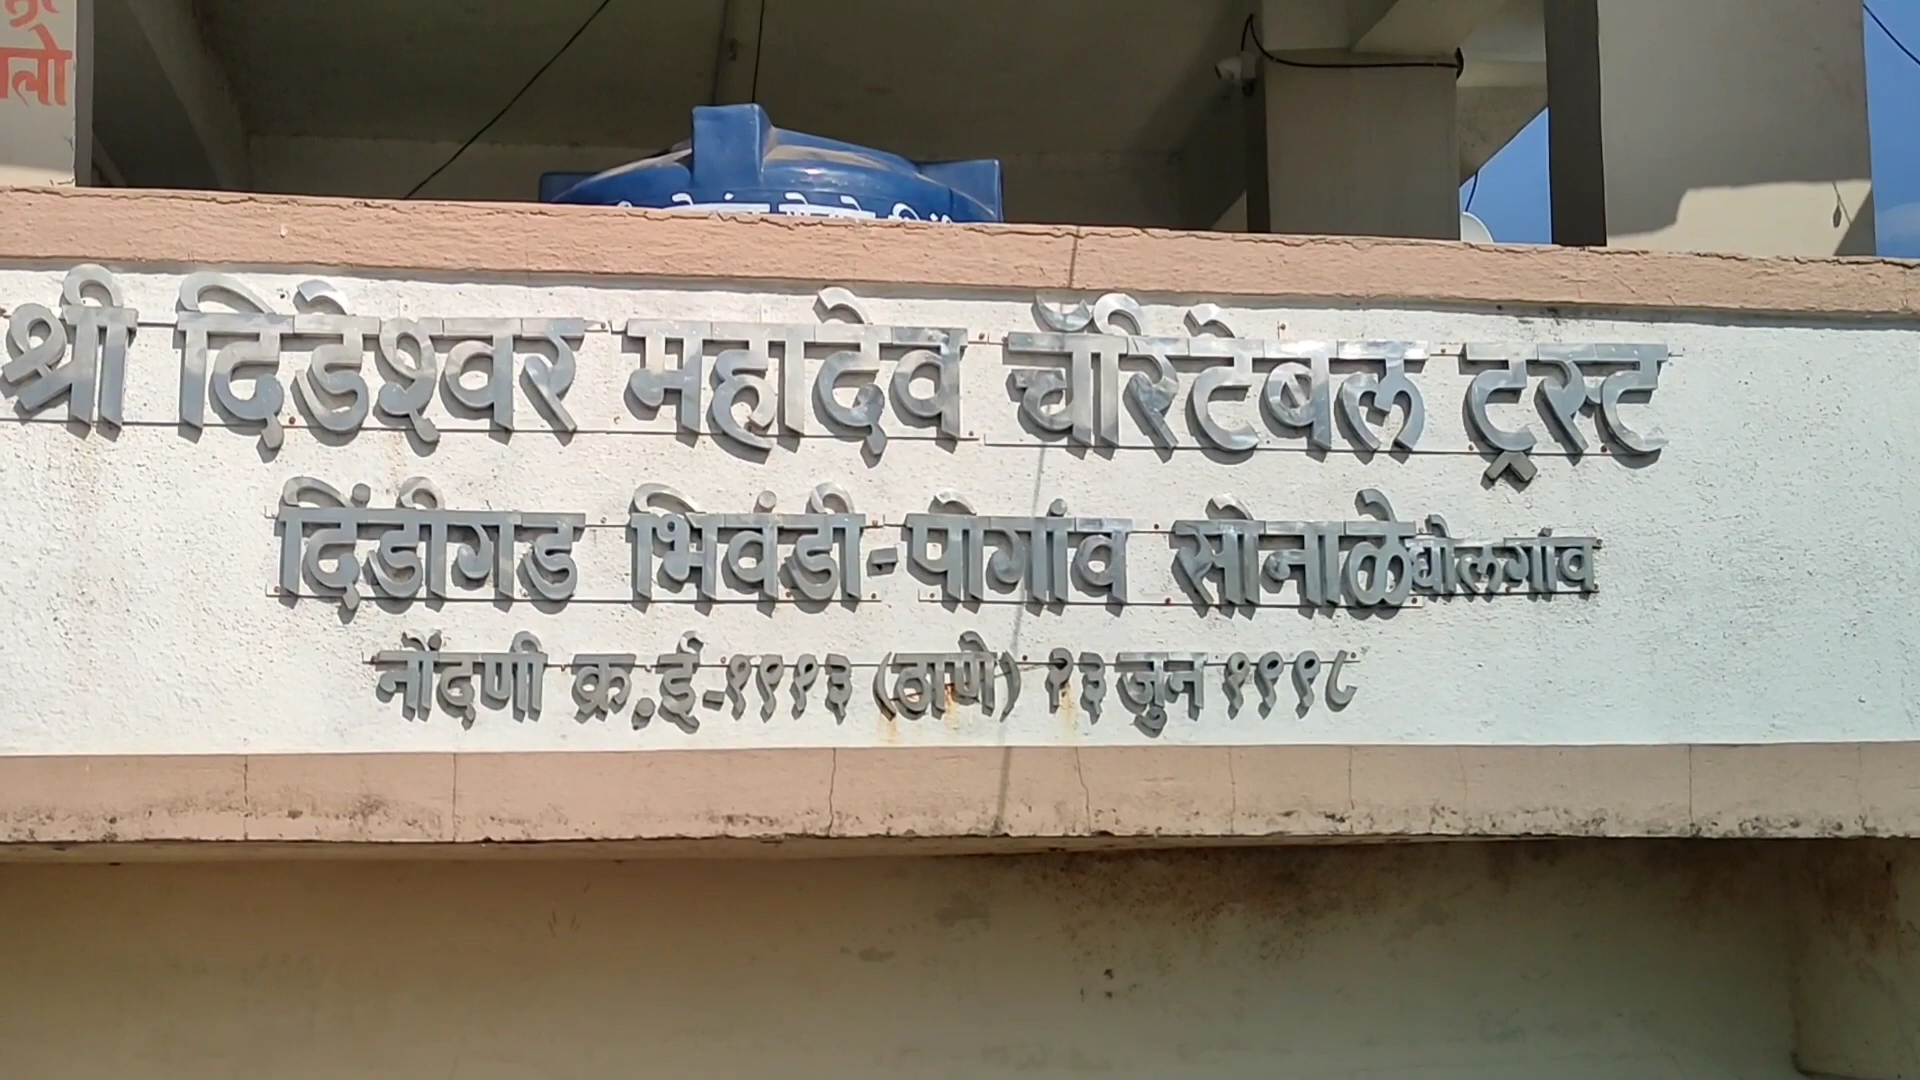 श्री दिडेश्वर महादेव चॅरिटेबल ट्रस्ट
दिंडीगड भिवंडी-पोगांव सोनाळे घोलगांव
नोंदणी क्र.ई-१९१३ (ठाणे) २३ जुन १९९८